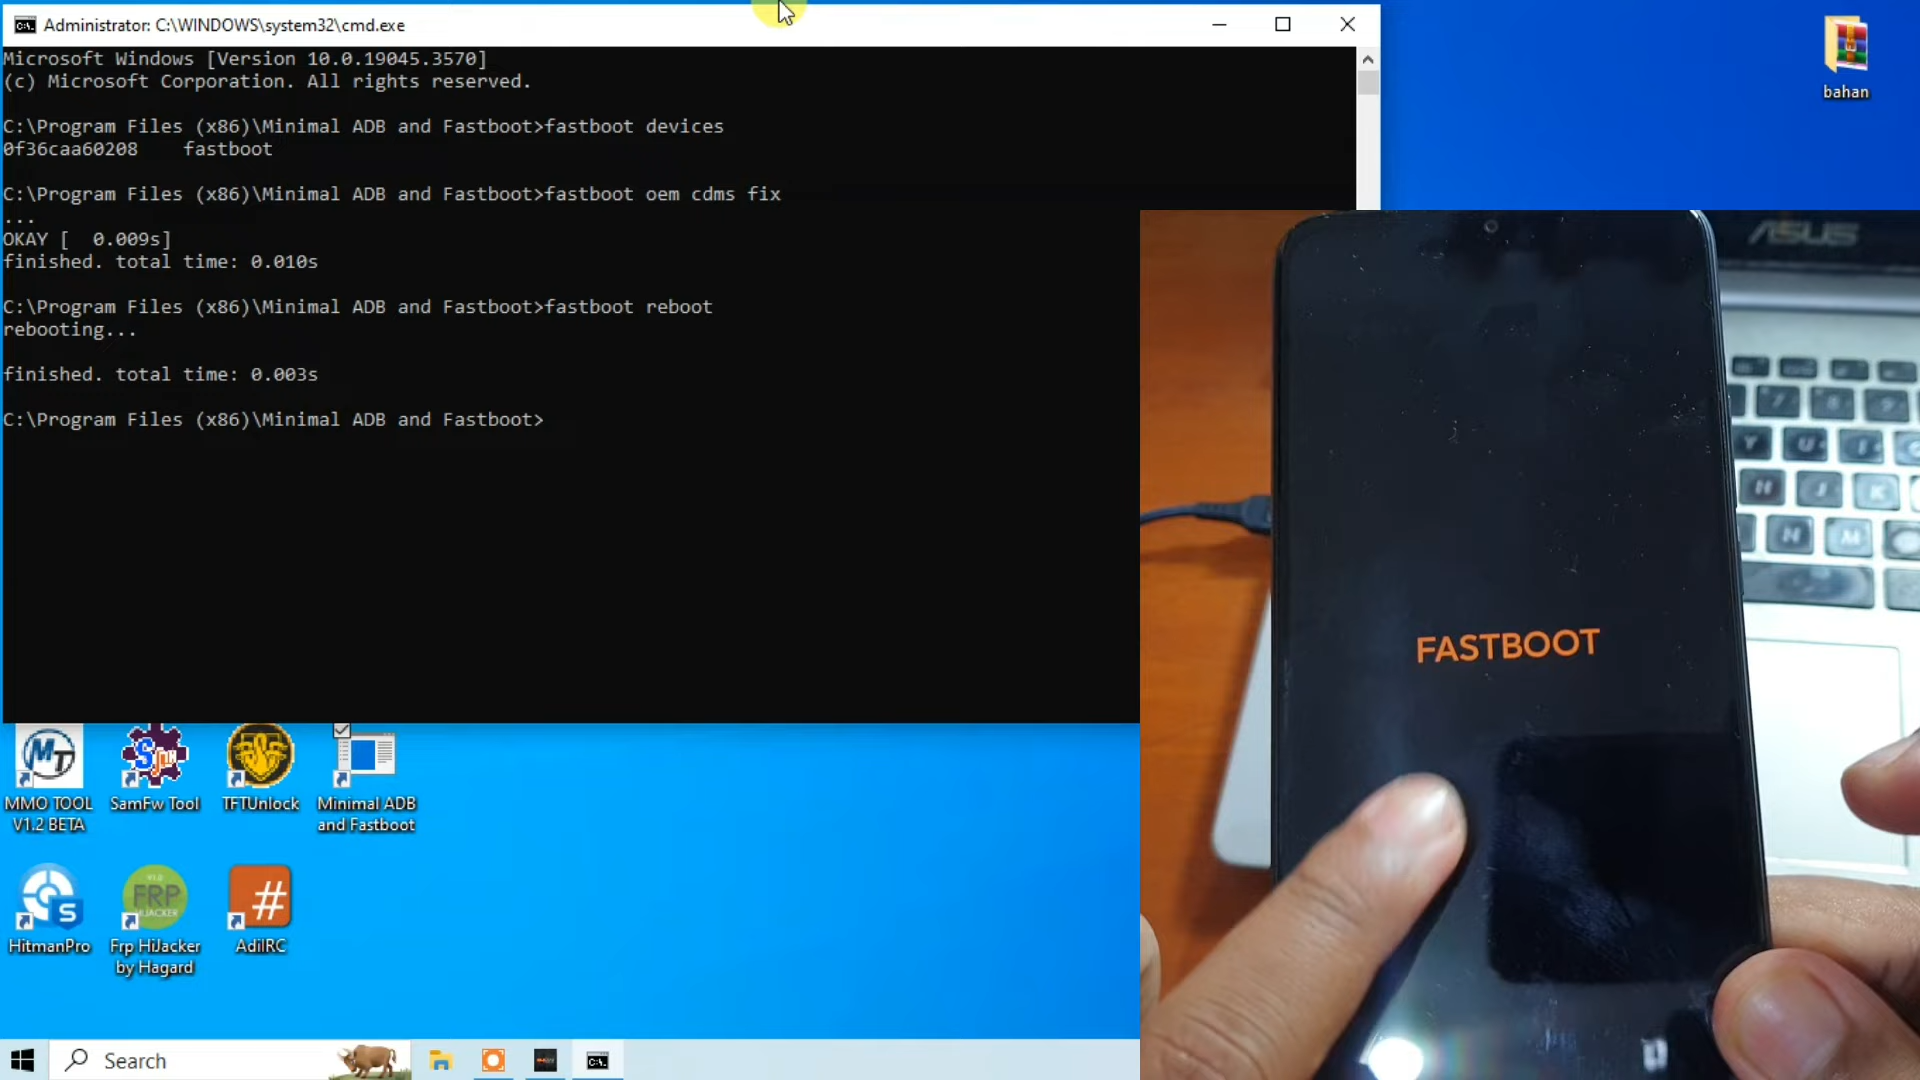 Administrator: C:\WINDOWS\system32\cmd.exe
Microsoft Windows [Version 10.0.19045.3570]
(c) Microsoft Corporation. All rights reserved.
C:\Program Files (x86)\Minimal ADB and Fastboot>fastboot devices
0f36caa60208    fastboot
C:\Program Files (x86)\Minimal ADB and Fastboot>fastboot oem cdms fix
...
OKAY [  0.009s]
finished. total time: 0.010s
C:\Program Files (x86)\Minimal ADB and Fastboot>fastboot reboot
rebooting...
finished. total time: 0.003s
C:\Program Files (x86)\Minimal ADB and Fastboot>
bahan
ASUS
FASTBOOT
MMO TOOL
V1.2 BETA
SamFw Tool
TFTUnlock
Minimal ADB
and Fastboot
HitmanPro
Frp HiJacker
by Hagard
AdiIRC
Search